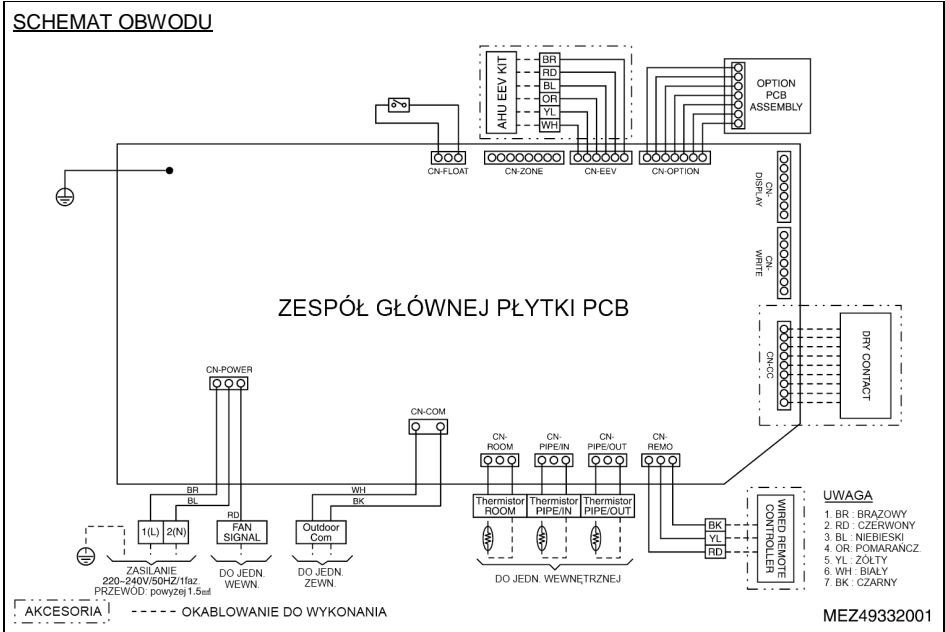 SCHEMAT OBWODU
AHU EEV KIT
BR
RD
BL
OR
YL
WH
OPTION
PCB
ASSEMBLY
CN-FLOAT
CN-ZONE
CN-EEV
CN-OPTION
CN-
DISPLAY
CN-
WRITE
ZESPÓŁ GŁÓWNEJ PŁYTKI PCB
CN-CC
DRY CONTACT
CN-POWER
CN-COM
CN-
ROOM
CN-
PIPE/IN
CN-
PIPE/OUT
CN-
REMO
BR
BL
RD
WH
BK
1(L)
2(N)
FAN
SIGNAL
Outdoor
Com
Thermistor
ROOM
Thermistor
PIPE/IN
Thermistor
PIPE/OUT
BK
YL
RD
WIRED REMOTE
CONTROLLER
ZASILANIE
220~240V/50HZ/1faz.
PRZEWÓD: powyżej 1.5㎟
DO JEDN.
WEWN.
DO JEDN.
ZEWN.
DO JEDN. WEWNĘTRZNEJ
UWAGA
1. BR : BRĄZOWY
2. RD : CZERWONY
3. BL : NIEBIESKI
4. OR: POMARAŃCZ.
5. YL : ŻÓŁTY
6. WH : BIAŁY
7. BK : CZARNY
AKCESORIA
OKABLOWANIE DO WYKONANIA
MEZ49332001